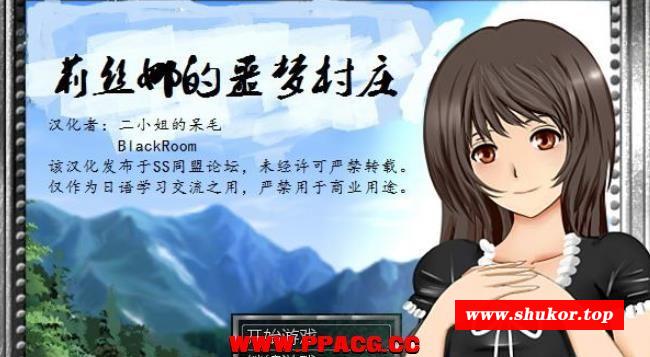 莉丝娜的噩梦村庄
汉化者：二小姐的呆毛
BlackRoom
该汉化发布于SS同盟论坛，未经许可严禁转载。
仅作为日语学习交流之用，严禁用于商业用途。
www.shukor.top
开始游戏
WWW.PPACG.CC